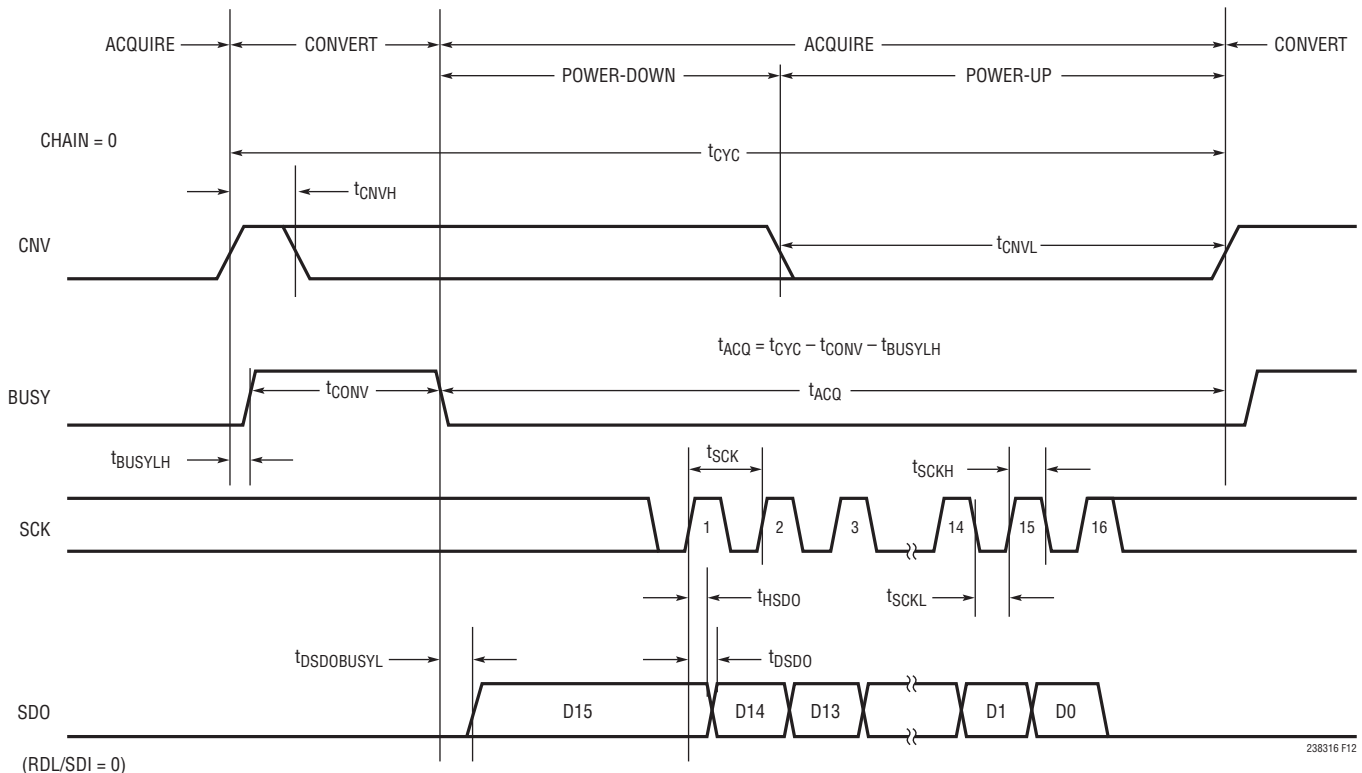 ACQUIRE CONVERT ACQUIRE CONVERT
POWER-DOWN POWER-UP
CHAIN = 0
tCYC
tCNVH
CNV
tCNVL
tACQ = tCYC – tCONV – tBUSYLH
BUSY
tCONV
tACQ
tBUSYLH
tSCK
tSCKH
SCK
1 2 3 14 15 16
tHSDO
tSCKL
tDSDOBUSYL
tDSDO
SDO
D15 D14 D13 D1 D0
238316 F12
(RDL/SDI = 0)